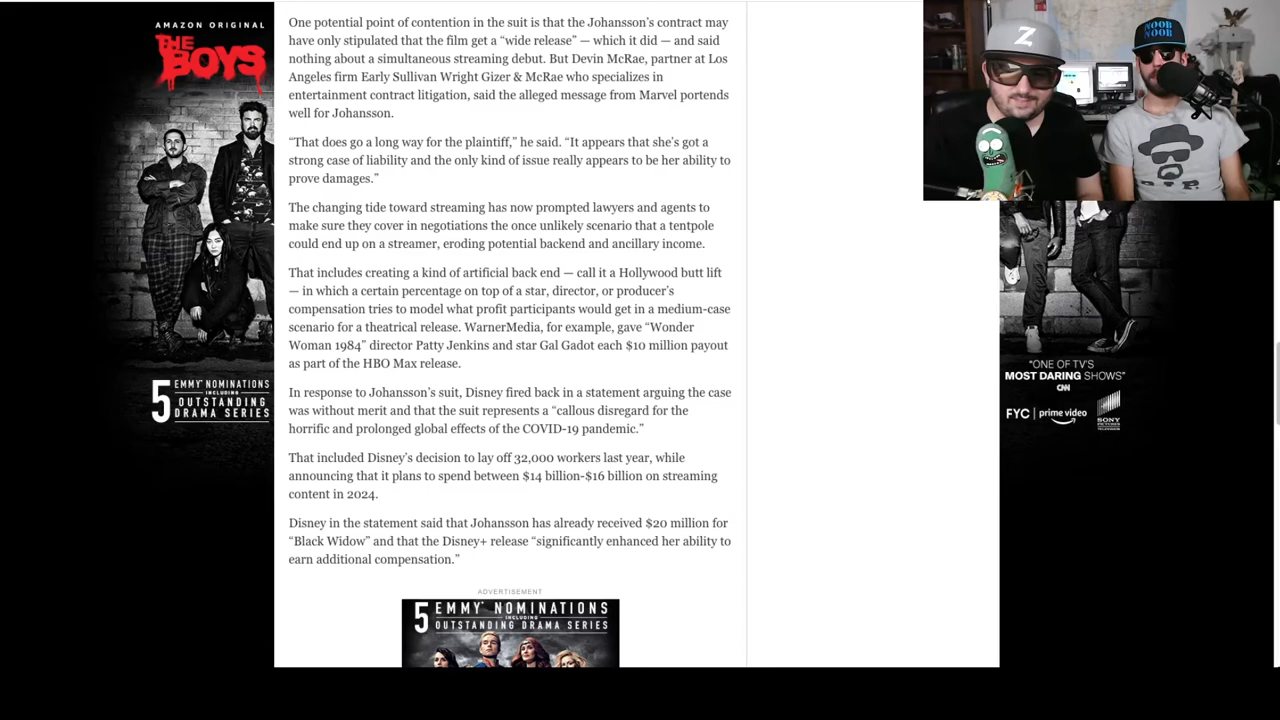 AMAZON ORIGINAL
THE
BOYS
5 EMMY® NOMINATIONS
INCLUDING
OUTSTANDING
DRAMA SERIES
One potential point of contention in the suit is that the Johansson's contract may
have only stipulated that the film get a “wide release” — which it did — and said
nothing about a simultaneous streaming debut. But Devin McRae, partner at Los
Angeles firm Early Sullivan Wright Gizer & McRae who specializes in
entertainment contract litigation, said the alleged message from Marvel portends
well for Johansson.
“That does go a long way for the plaintiff,” he said. “It appears that she’s got a
strong case of liability and the only kind of issue really appears to be her ability to
prove damages.”
The changing tide toward streaming has now prompted lawyers and agents to
make sure they cover in negotiations the once unlikely scenario that a tentpole
could end up on a streamer, eroding potential backend and ancillary income.
That includes creating a kind of artificial back end — call it a Hollywood butt lift
— in which a certain percentage on top of a star, director, or producer’s
compensation tries to model what profit participants would get in a medium-case
scenario for a theatrical release. WarnerMedia, for example, gave “Wonder
Woman 1984” director Patty Jenkins and star Gal Gadot each $10 million payout
as part of the HBO Max release.
In response to Johansson’s suit, Disney fired back in a statement arguing the case
was without merit and that the suit represents a “callous disregard for the
horrific and prolonged global effects of the COVID-19 pandemic.”
That included Disney’s decision to lay off 32,000 workers last year, while
announcing that it plans to spend between $14 billion-$16 billion on streaming
content in 2024.
Disney in the statement said that Johansson has already received $20 million for
“Black Widow” and that the Disney+ release “significantly enhanced her ability to
earn additional compensation.”
ADVERTISEMENT
5 EMMY® NOMINATIONS
INCLUDING
OUTSTANDING DRAMA SERIES
Z
NOOB
NOOB
R.I.P.
“ONE OF TV’S
MOST DARING SHOWS”
CNN
FYC | prime video
SONY
PICTURES
TELEVISION